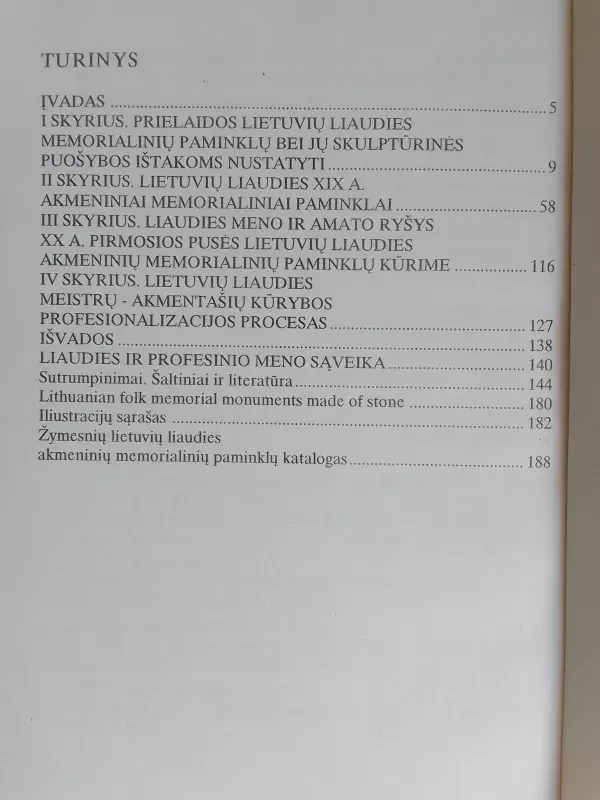 TURINYS
ĮVADAS ........ 5
I SKYRIUS. PRIELAIDOS LIETUVIŲ LIAUDIES
MEMORIALINIŲ PAMINKLŲ BEI JŲ SKULPTŪRINĖS
PUOŠYBOS IŠTAKOMS NUSTATYTI ........ 9
II SKYRIUS. LIETUVIŲ LIAUDIES XIX A.
AKMENINIAI MEMORIALINIAI PAMINKLAI ........ 58
III SKYRIUS. LIAUDIES MENO IR AMATO RYŠYS
XX A. PIRMOSIOS PUSĖS LIETUVIŲ LIAUDIES
AKMENINIŲ MEMORIALINIŲ PAMINKLŲ KŪRIME ........ 116
IV SKYRIUS. LIETUVIŲ LIAUDIES
MEISTRŲ - AKMENTAŠIŲ KŪRYBOS
PROFESIONALIZACIJOS PROCESAS ........ 127
IŠVADOS ........ 138
LIAUDIES IR PROFESINIO MENO SĄVEIKA ........ 140
Sutrumpinimai. Šaltiniai ir literatūra ........ 144
Lithuanian folk memorial monuments made of stone ........ 180
Iliustracijų sąrašas ........ 182
Žymesnių lietuvių liaudies
akmeninių memorialinių paminklų katalogas ........ 188